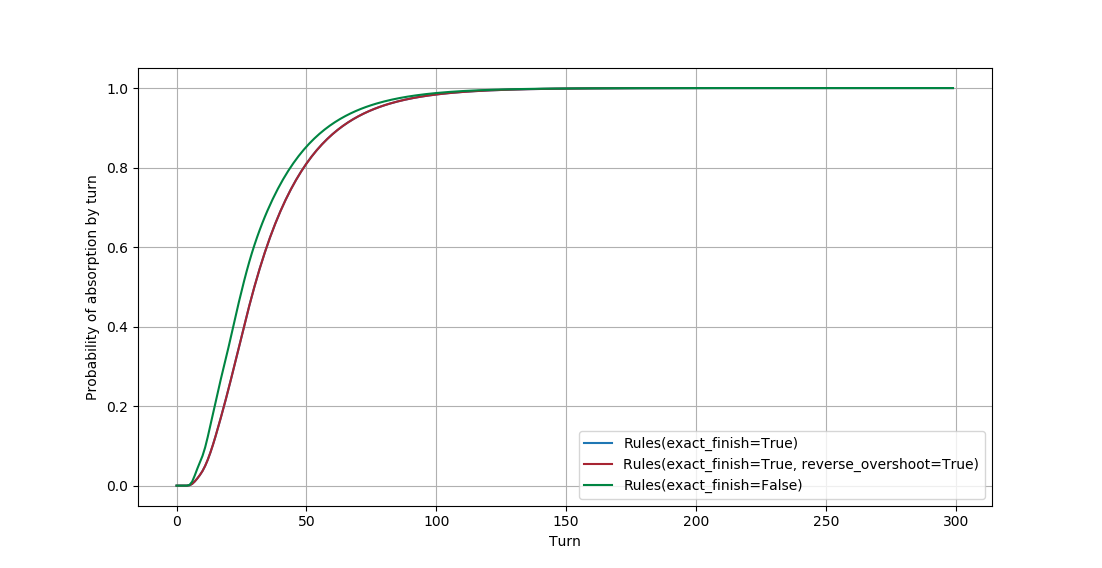 1.0
0.8
0.6
0.4
0.2
0.0
Probability of absorption by turn
0 50 100 150 200 250 300
Turn
Rules(exact_finish=True)
Rules(exact_finish=True, reverse_overshoot=True)
Rules(exact_finish=False)